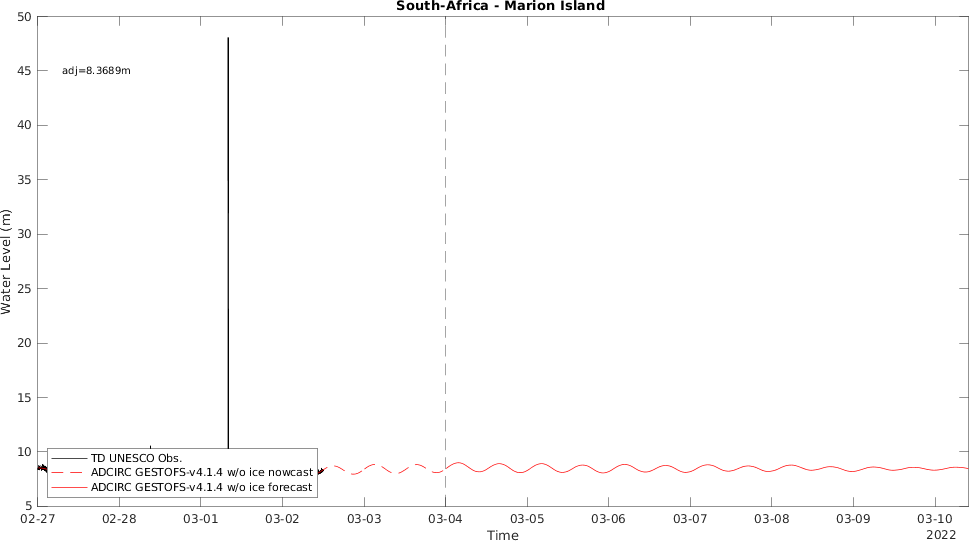 South-Africa - Marion Island
50
45
40
35
30
25
20
15
10
5
Water Level (m)
adj=8.3689m
TD UNESCO Obs.
ADCIRC GESTOFS-v4.1.4 w/o ice nowcast
ADCIRC GESTOFS-v4.1.4 w/o ice forecast
02-27 02-28 03-01 03-02 03-03 03-04 03-05 03-06 03-07 03-08 03-09 03-10
Time
2022